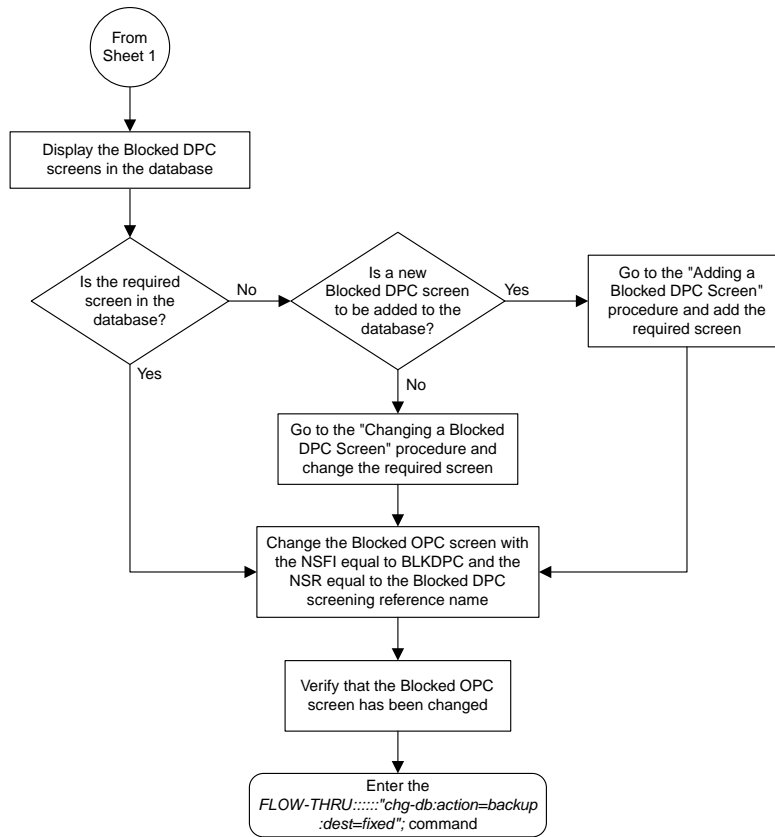 From
Sheet 1
Display the Blocked DPC
screens in the database
Is the required
screen in the
database?
No
Yes
Is a new
Blocked DPC screen
to be added to the
database?
Yes
No
Go to the "Adding a
Blocked DPC Screen"
procedure and add the
required screen
Go to the "Changing a Blocked
DPC Screen" procedure and
change the required screen
Change the Blocked OPC screen with
the NSFI equal to BLKDPC and the
NSR equal to the Blocked DPC
screening reference name
Verify that the Blocked OPC
screen has been changed
Enter the
FLOW-THRU::::::"chg-db:action=backup
:dest=fixed"; command